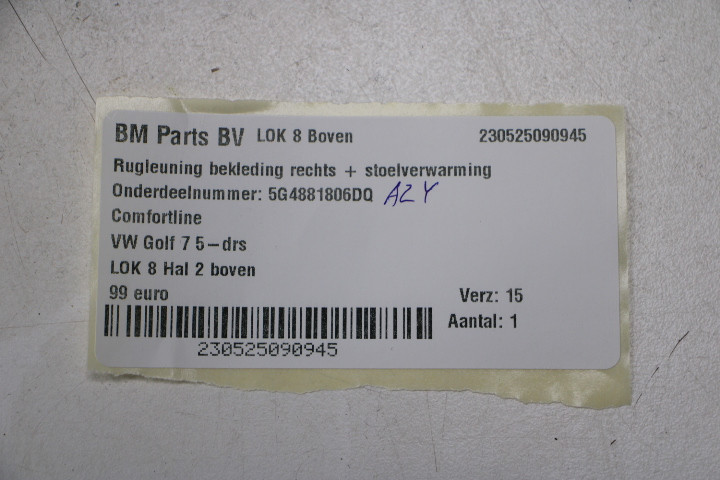 BM Parts BV LOK 8 Boven 230525090945
Rugleuning bekleding rechts + stoelverwarming
Onderdeelnummer: 5G4881806DQ AZY
Comfortline
VW Golf 7 5-drs
LOK 8 Hal 2 boven
99 euro Verz: 15
Aantal: 1
230525090945